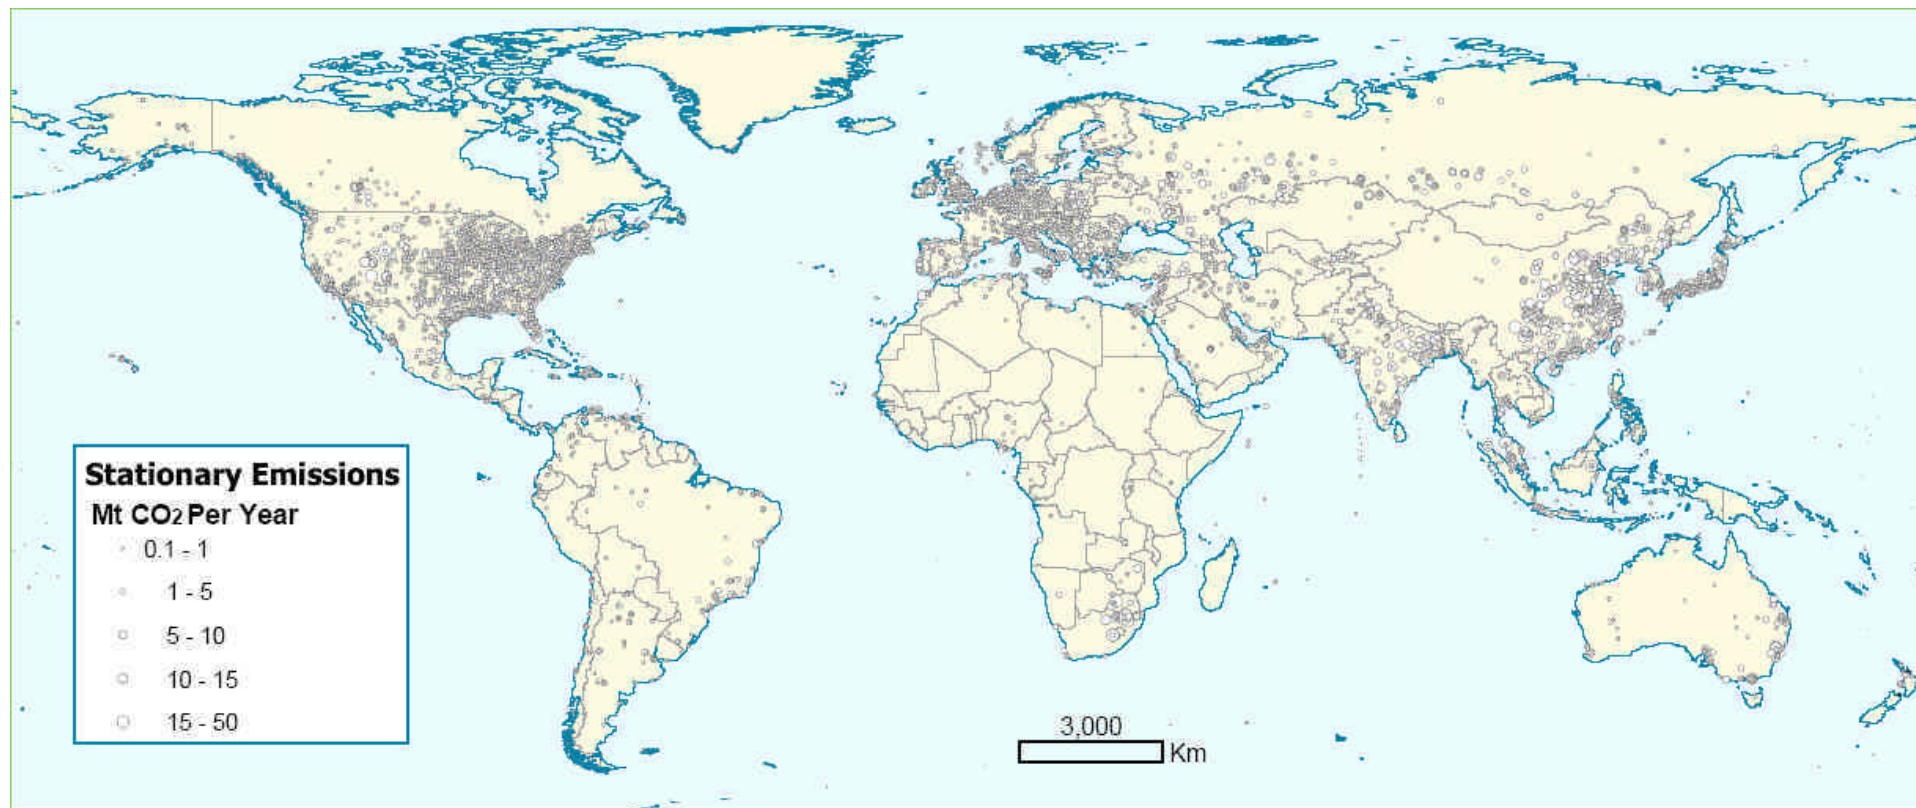 Stationary Emissions
Mt CO2 Per Year
0.1 - 1
1 - 5
5 - 10
10 - 15
15 - 50
3,000
Km